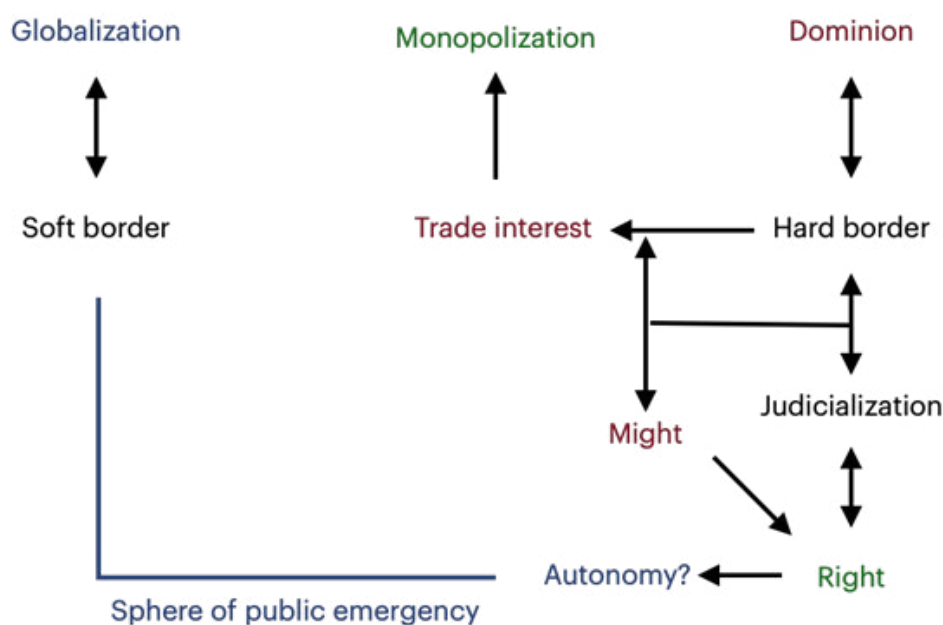 Globalization
Monopolization
Dominion
Soft border
Trade interest
Hard border
Judicialization
Might
Autonomy?
Right
Sphere of public emergency